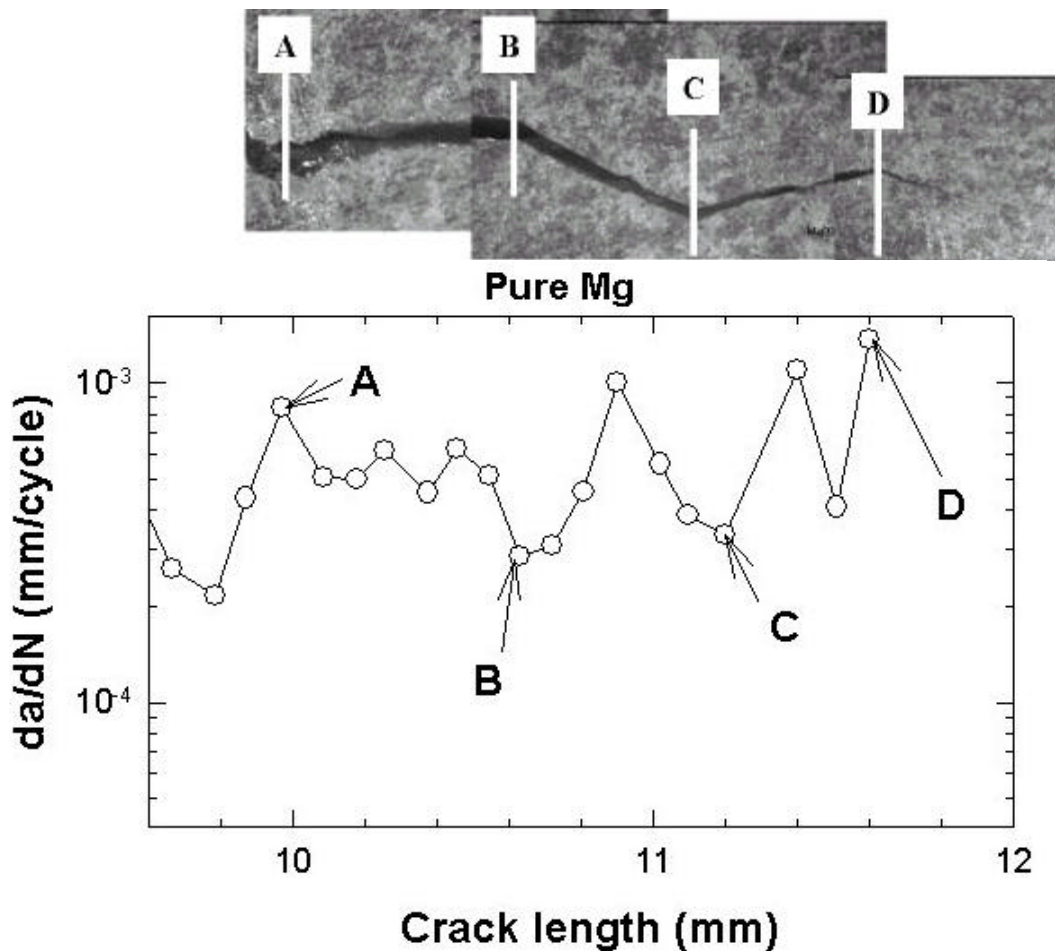 A
B
C
D
Pure Mg
da/dN (mm/cycle)
10-3
10-4
A
B
C
D
10
11
12
Crack length (mm)